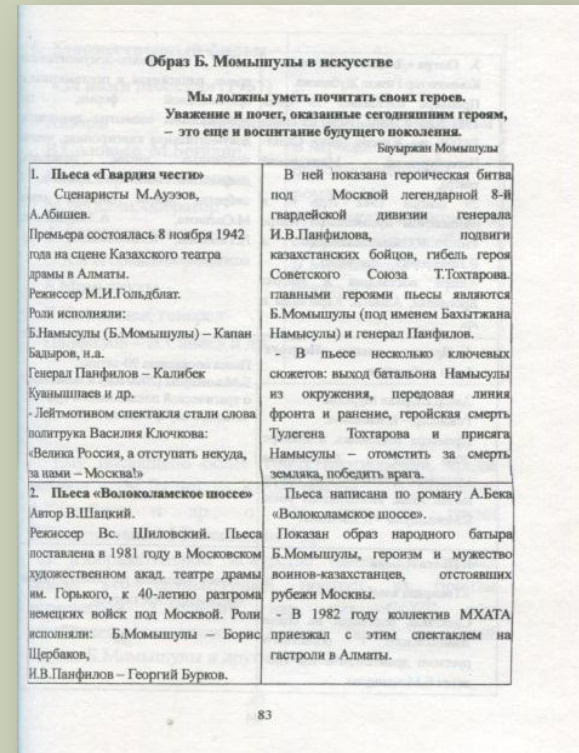 Образ Б. Момышулы в искусстве
Мы должны уметь почитать своих героев.
Уважение и почет, оказанные сегодняшним героям,
– это еще и воспитание будущего поколения.
Бауыржан Момышулы
1. Пьеса «Гвардия чести»
Сценаристы М.Ауэзов,
А.Абишев.
Премьера состоялась 8 ноября 1942
года на сцене Казахского театра
драмы в Алматы.
Режиссер М.И.Гольдблат.
Роли исполняли:
Б.Намысулы (Б.Момышулы) – Капан
Бадыров, н.а.
Генерал Панфилов – Калибек
Куанышпаев и др.
- Лейтмотивом спектакля стали слова
политрука Василия Клочкова:
«Велика Россия, а отступать некуда,
за нами – Москва!»
В ней показана героическая битва
под Москвой легендарной 8-й
гвардейской дивизии генерала
И.В.Панфилова, подвиги
казахстанских бойцов, гибель героя
Советского Союза Т.Тохтарова.
главными героями пьесы являются
Б.Момышулы (под именем Бахытжана
Намысулы) и генерал Панфилов.
- В пьесе несколько ключевых
сюжетов: выход батальона Намысулы
из окружения, передовая линия
фронта и ранение, геройская смерть
Тулегена Тохтарова и присяга
Намысулы – отомстить за смерть
земляка, победить врага.
2. Пьеса «Волоколамское шоссе»
Автор В.Шацкий.
Режиссер Вс. Шиловский. Пьеса
поставлена в 1981 году в Московском
художественном акад. театре драмы
им. Горького, к 40-летию разгрома
немецких войск под Москвой. Роли
исполняли: Б.Момышулы – Борис
Щербаков,
И.В.Панфилов – Георгий Бурков.
Пьеса написана по роману А.Бека
«Волоколамское шоссе».
Показан образ народного батыра
Б.Момышулы, героизм и мужество
воинов-казахстанцев, отстоявших
рубежи Москвы.
- В 1982 году коллектив МХАТА
приезжал с этим спектаклем на
гастроли в Алматы.
83